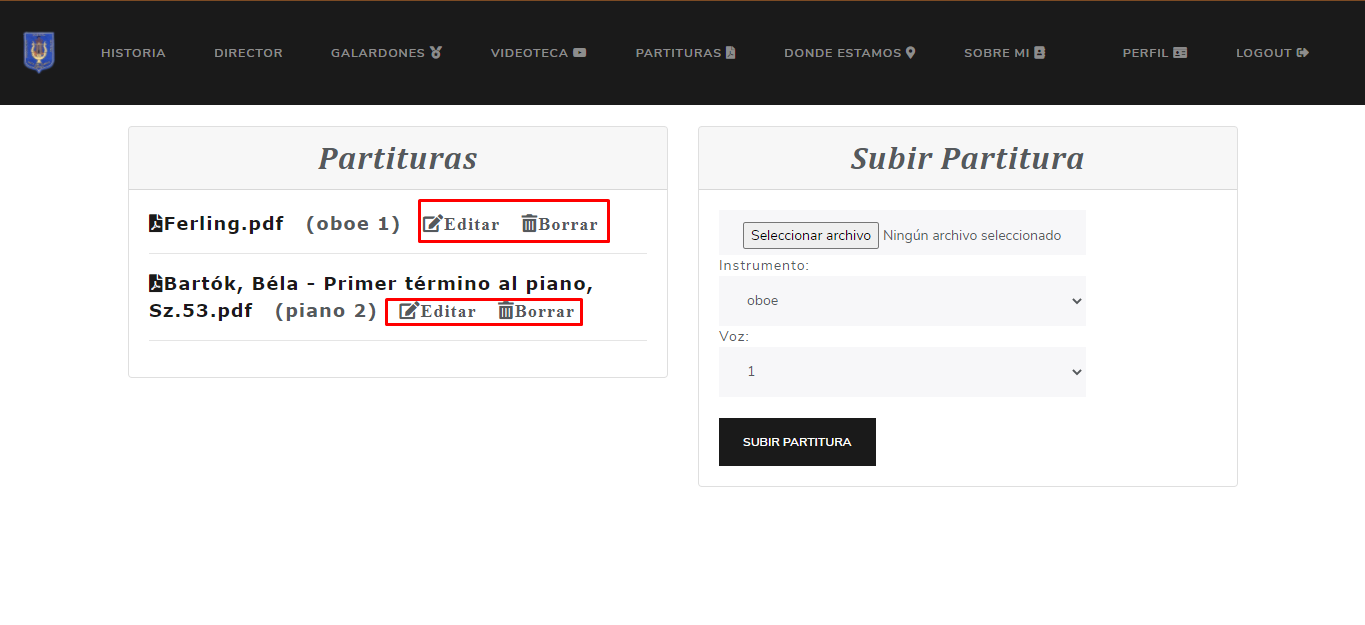 HISTORIA DIRECTOR GALARDONES VIDEOTECA PARTITURAS DONDE ESTAMOS SOBRE MI PERFIL LOGOUT
Partituras
Ferling.pdf (oboe 1) Editar Borrar
Bartók, Béla - Primer término al piano,
Sz.53.pdf (piano 2) Editar Borrar
Subir Partitura
Seleccionar archivo Ningún archivo seleccionado
Instrumento:
oboe
Voz:
1
SUBIR PARTITURA